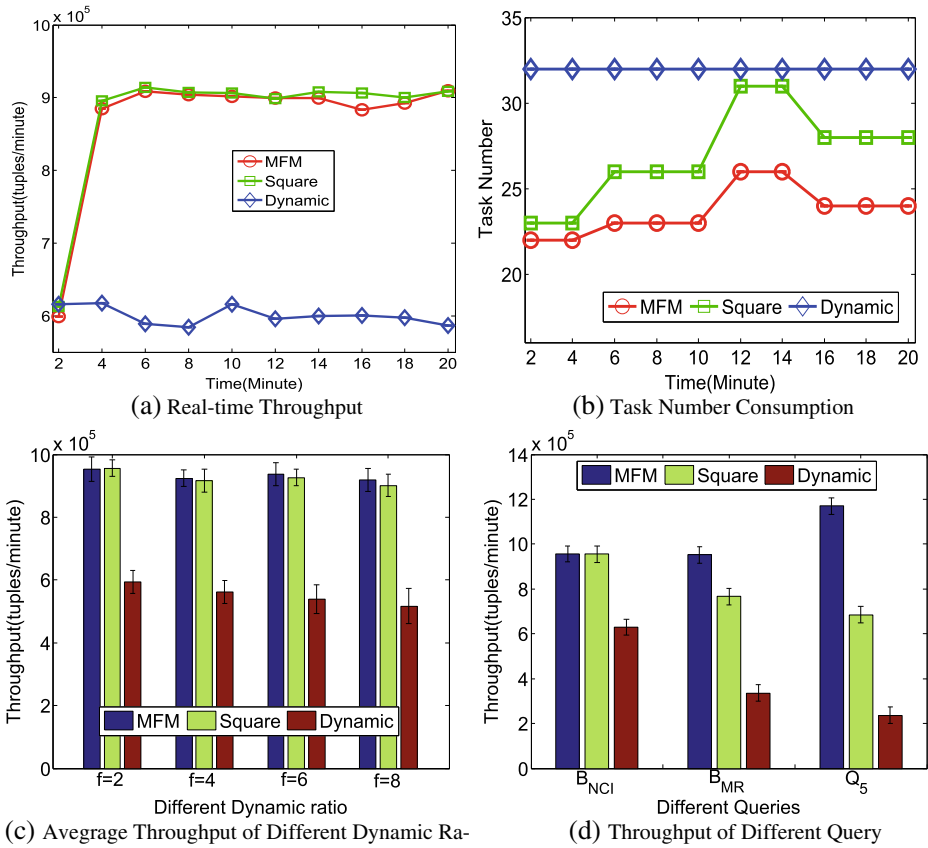 10 x 10^5
9
8
7
6
Throughput(tuples/minute)
MFM
Square
Dynamic
2 4 6 8 10 12 14 16 18 20
Time(Minute)
(a) Real-time Throughput
35
30
25
20
Task Number
MFM Square Dynamic
2 4 6 8 10 12 14 16 18 20
Time(Minute)
(b) Task Number Consumption
10 x 10^5
8
6
4
2
0
Throughput(tuples/minute)
MFM Square Dynamic
f=2 f=4 f=6 f=8
Different Dynamic ratio
(c) Avegrage Throughput of Different Dynamic Ra-
14 x 10^5
12
10
8
6
4
2
0
Throughput(tuples/minute)
MFM Square Dynamic
B_NCI B_MR Q_5
Different Queries
(d) Throughput of Different Query